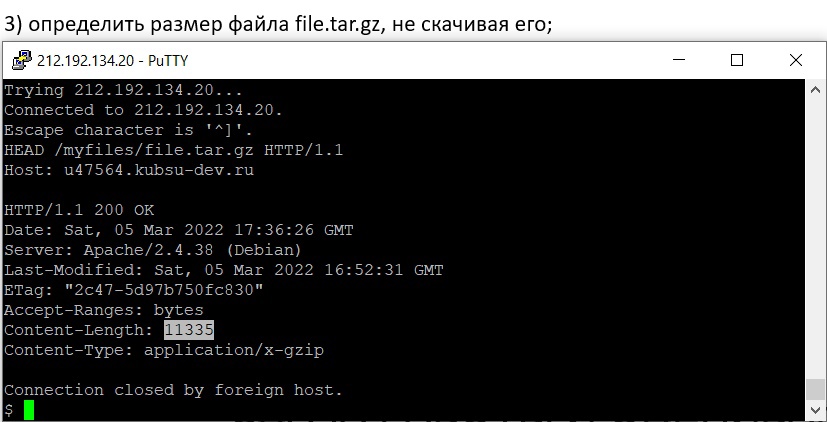 3) определить размер файла file.tar.gz, не скачивая его;
212.192.134.20 - PuTTY
Trying 212.192.134.20...
Connected to 212.192.134.20.
Escape character is '^]'.
HEAD /myfiles/file.tar.gz HTTP/1.1
Host: u47564.kubsu-dev.ru
HTTP/1.1 200 OK
Date: Sat, 05 Mar 2022 17:36:26 GMT
Server: Apache/2.4.38 (Debian)
Last-Modified: Sat, 05 Mar 2022 16:52:31 GMT
ETag: "2c47-5d97b750fc830"
Accept-Ranges: bytes
Content-Length: 11335
Content-Type: application/x-gzip
Connection closed by foreign host.
$